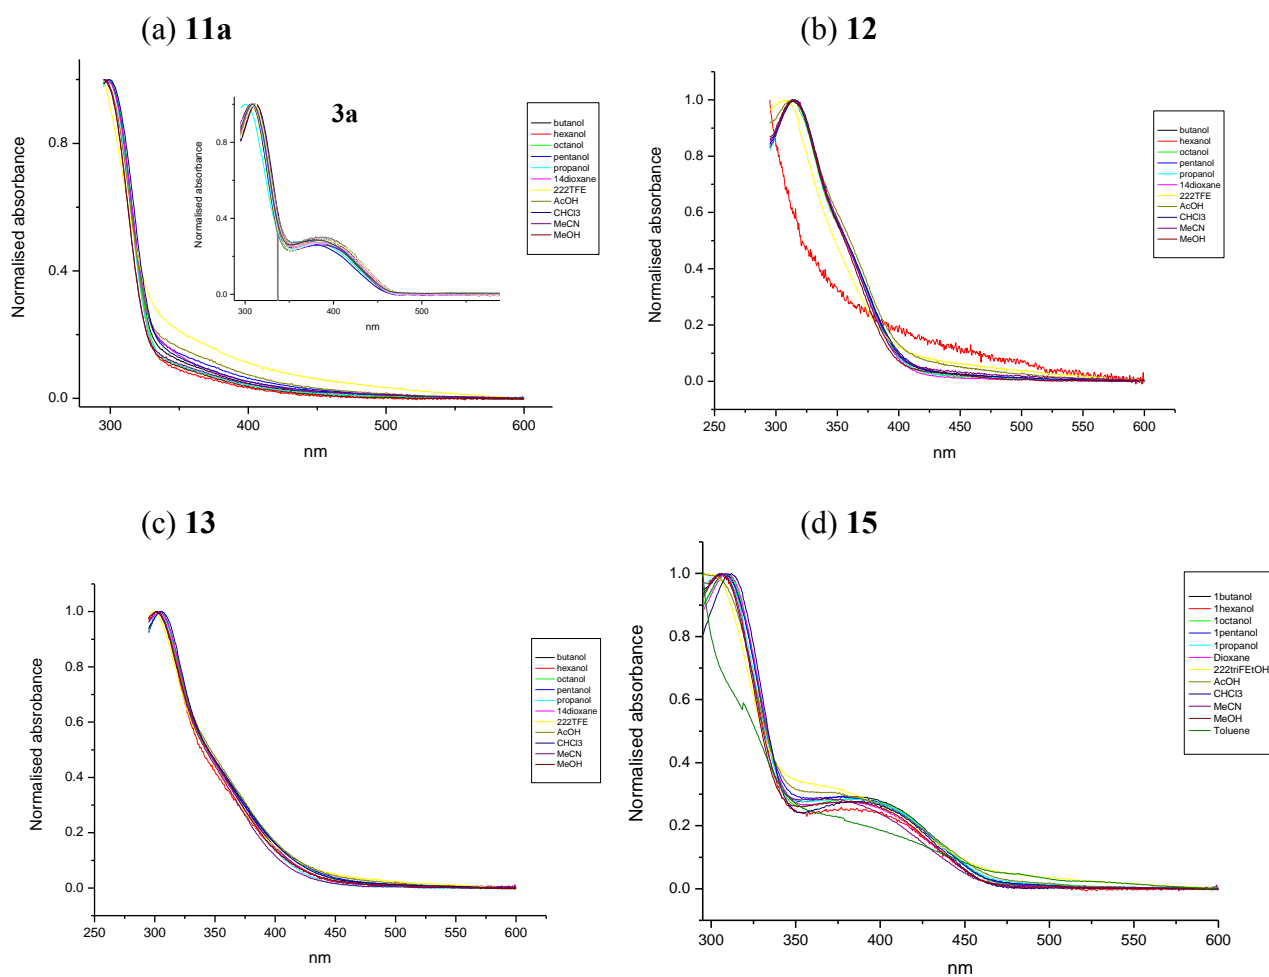 (a) 11a
Normalised absorbance
0.8
0.4
0.0
300
400
500
600
nm
3a
Normalised absorbance
0.8
0.4
0.0
300
400
500
nm
butanol
hexanol
octanol
pentanol
propanol
14dioxane
222TFE
AcOH
CHCl3
MeCN
MeOH
(b) 12
Normalised absorbance
1.0
0.8
0.6
0.4
0.2
0.0
250
300
350
400
450
500
550
600
nm
butanol
hexanol
octanol
pentanol
propanol
14dioxane
222TFE
AcOH
CHCl3
MeCN
MeOH
(c) 13
Normalised absrobance
1.0
0.8
0.6
0.4
0.2
0.0
250
300
350
400
450
500
550
600
nm
butanol
hexanol
octanol
pentanol
propanol
14dioxane
222TFE
AcOH
CHCl3
MeCN
MeOH
(d) 15
Normalised absorbance
1.0
0.8
0.6
0.4
0.2
0.0
300
350
400
450
500
550
600
nm
1butanol
1hexanol
1octanol
1pentanol
1propanol
Dioxane
222triFEtOH
AcOH
CHCl3
MeCN
MeOH
Toluene